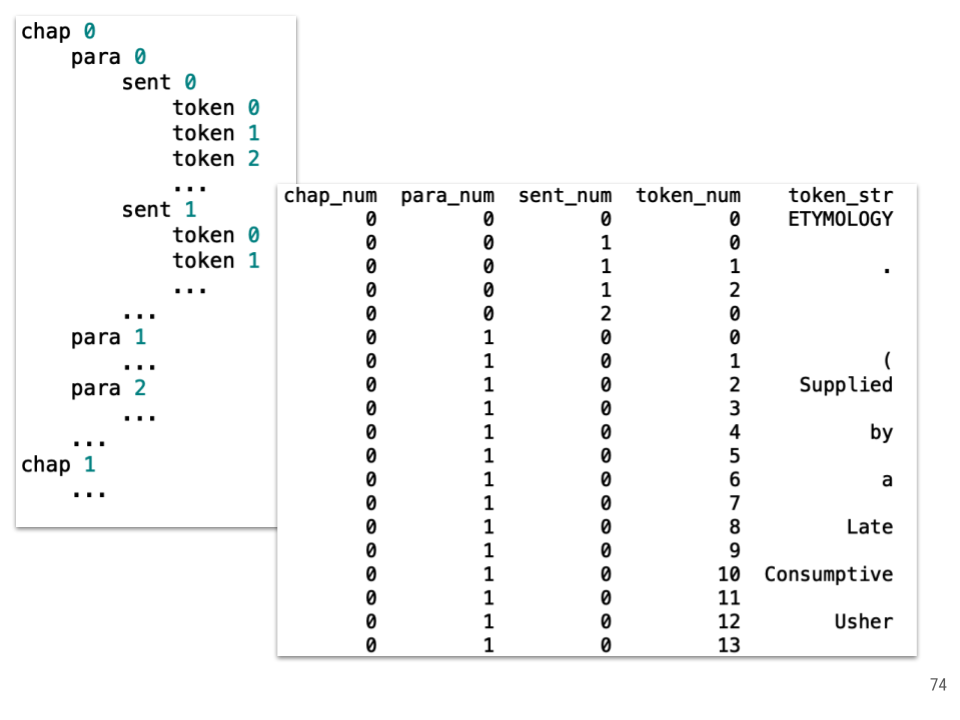 chap 0
para 0
sent 0
token 0
token 1
token 2
...
sent 1
token 0
token 1
...
...
para 1
...
para 2
...
...
chap 1
...
chap_num para_num sent_num token_num token_str
0 0 0 0 ETYMOLOGY
0 0 1 0
0 0 1 1 .
0 0 1 2
0 0 2 0
0 1 0 0
0 1 0 1 (
0 1 0 2 Supplied
0 1 0 3
0 1 0 4 by
0 1 0 5
0 1 0 6 a
0 1 0 7
0 1 0 8 Late
0 1 0 9
0 1 0 10 Consumptive
0 1 0 11
0 1 0 12 Usher
0 1 0 13
74